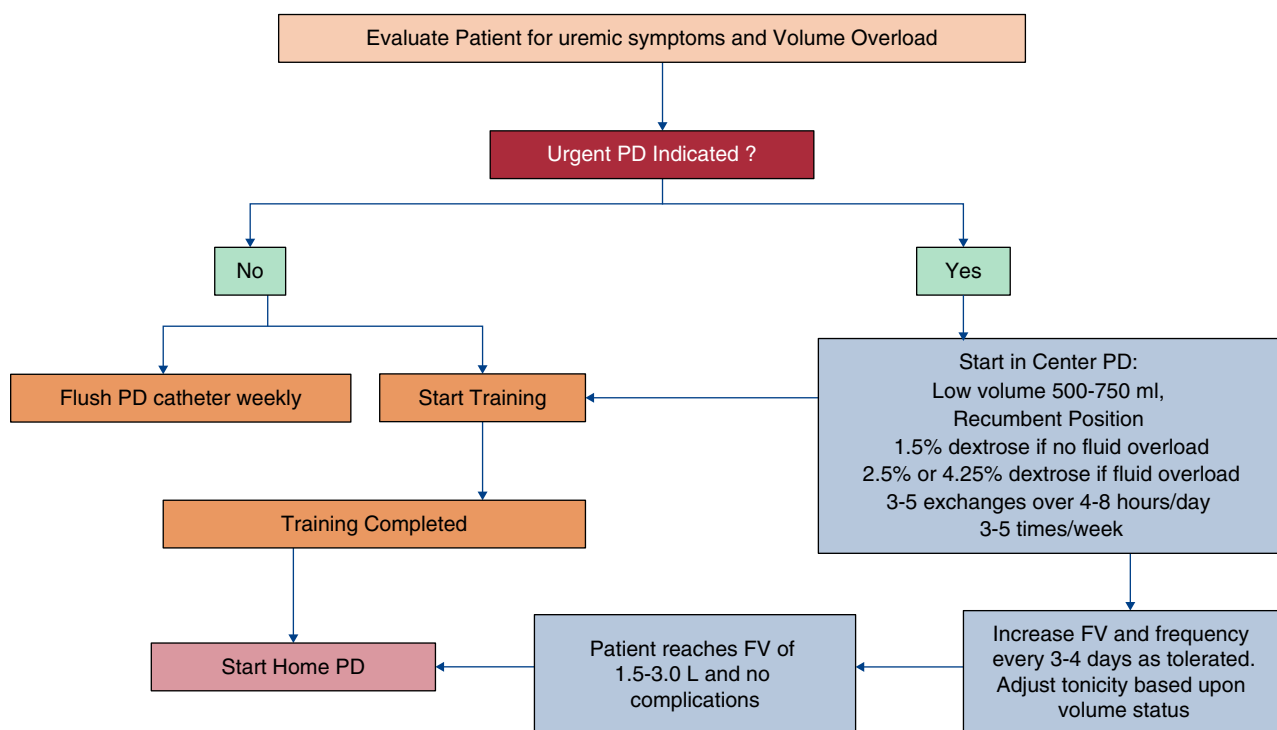 Evaluate Patient for uremic symptoms and Volume Overload
Urgent PD Indicated ?
No
Yes
Flush PD catheter weekly
Start Training
Start in Center PD:
Low volume 500-750 ml,
Recumbent Position
1.5% dextrose if no fluid overload
2.5% or 4.25% dextrose if fluid overload
3-5 exchanges over 4-8 hours/day
3-5 times/week
Training Completed
Start Home PD
Patient reaches FV of
1.5-3.0 L and no
complications
Increase FV and frequency
every 3-4 days as tolerated.
Adjust tonicity based upon
volume status